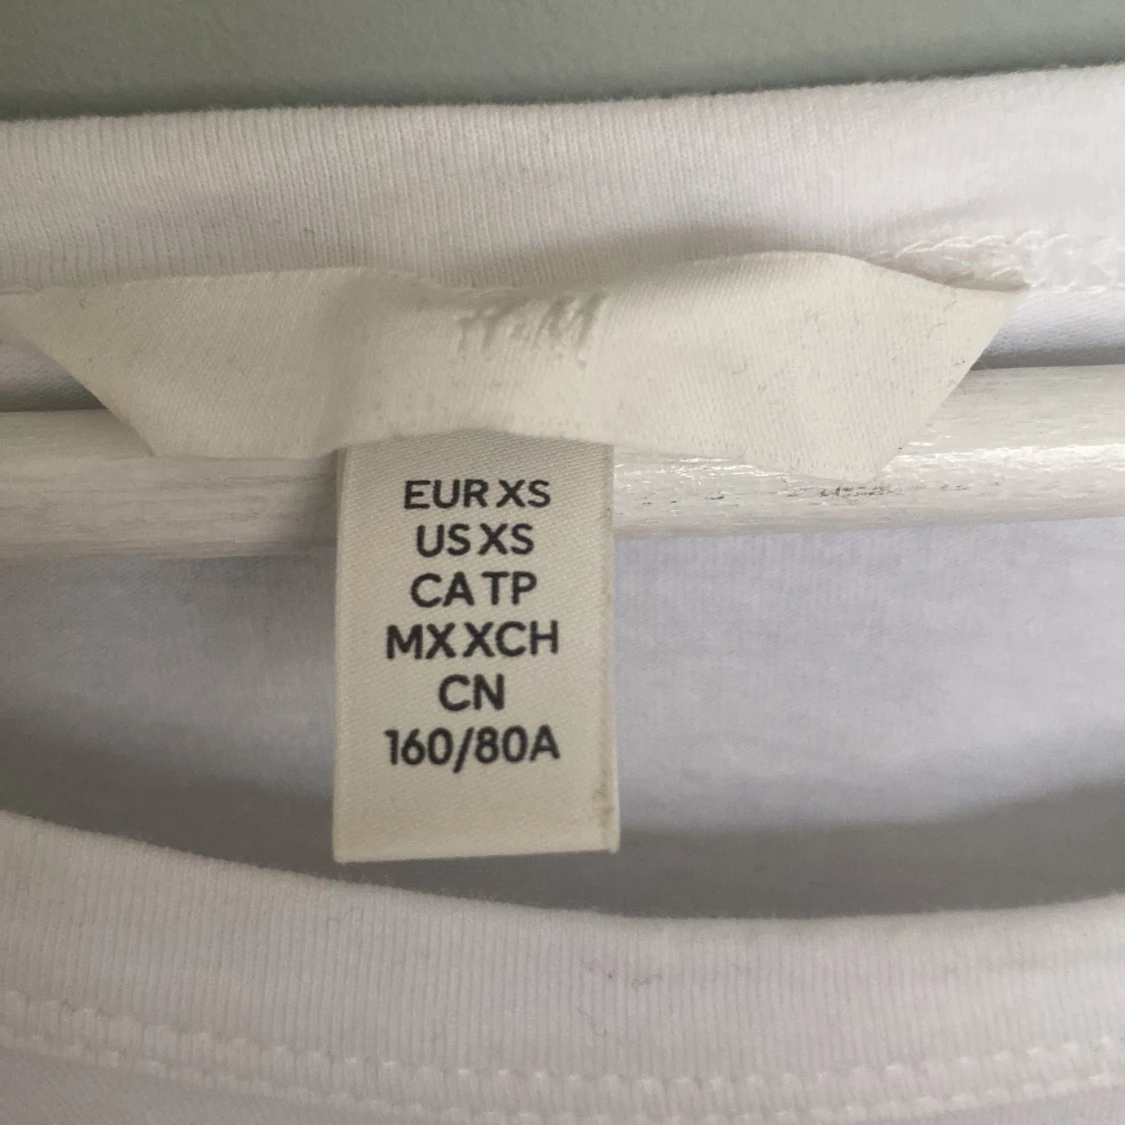 H&M
EUR XS
US XS
CA TP
MX XCH
CN
160/80A